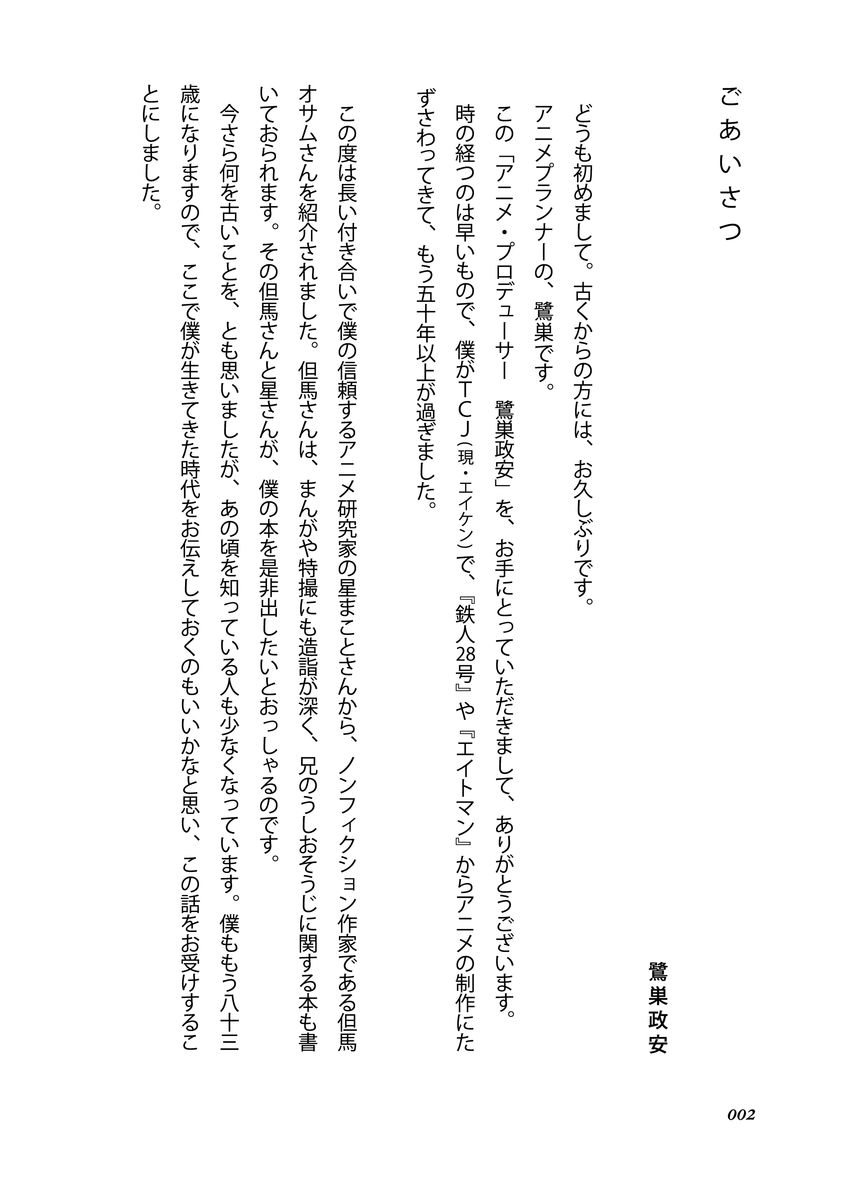 ごあいさつ
鷺巣政安
どうも初めまして。古くからの方には、お久しぶりです。
アニメプランナーの、鷺巣です。
この「アニメ・プロデューサー　鷺巣政安」を、お手にとっていただきまして、ありがとうございます。
時の経つのは早いもので、僕がＴＣＪ（現・エイケン）で、『鉄人28号』や『エイトマン』からアニメの制作にた
ずさわってきて、もう五十年以上が過ぎました。
この度は長い付き合いで僕の信頼するアニメ研究家の星まことさんから、ノンフィクション作家である但馬
オサムさんを紹介されました。但馬さんは、まんがや特撮にも造詣が深く、兄のうしおそうじに関する本も書
いておられます。その但馬さんと星さんが、僕の本を是非出したいとおっしゃるのです。
今さら何を古いことを、とも思いましたが、あの頃を知っている人も少なくなっています。僕ももう八十三
歳になりますので、ここで僕が生きてきた時代をお伝えしておくのもいいかなと思い、この話をお受けするこ
とにしました。
002